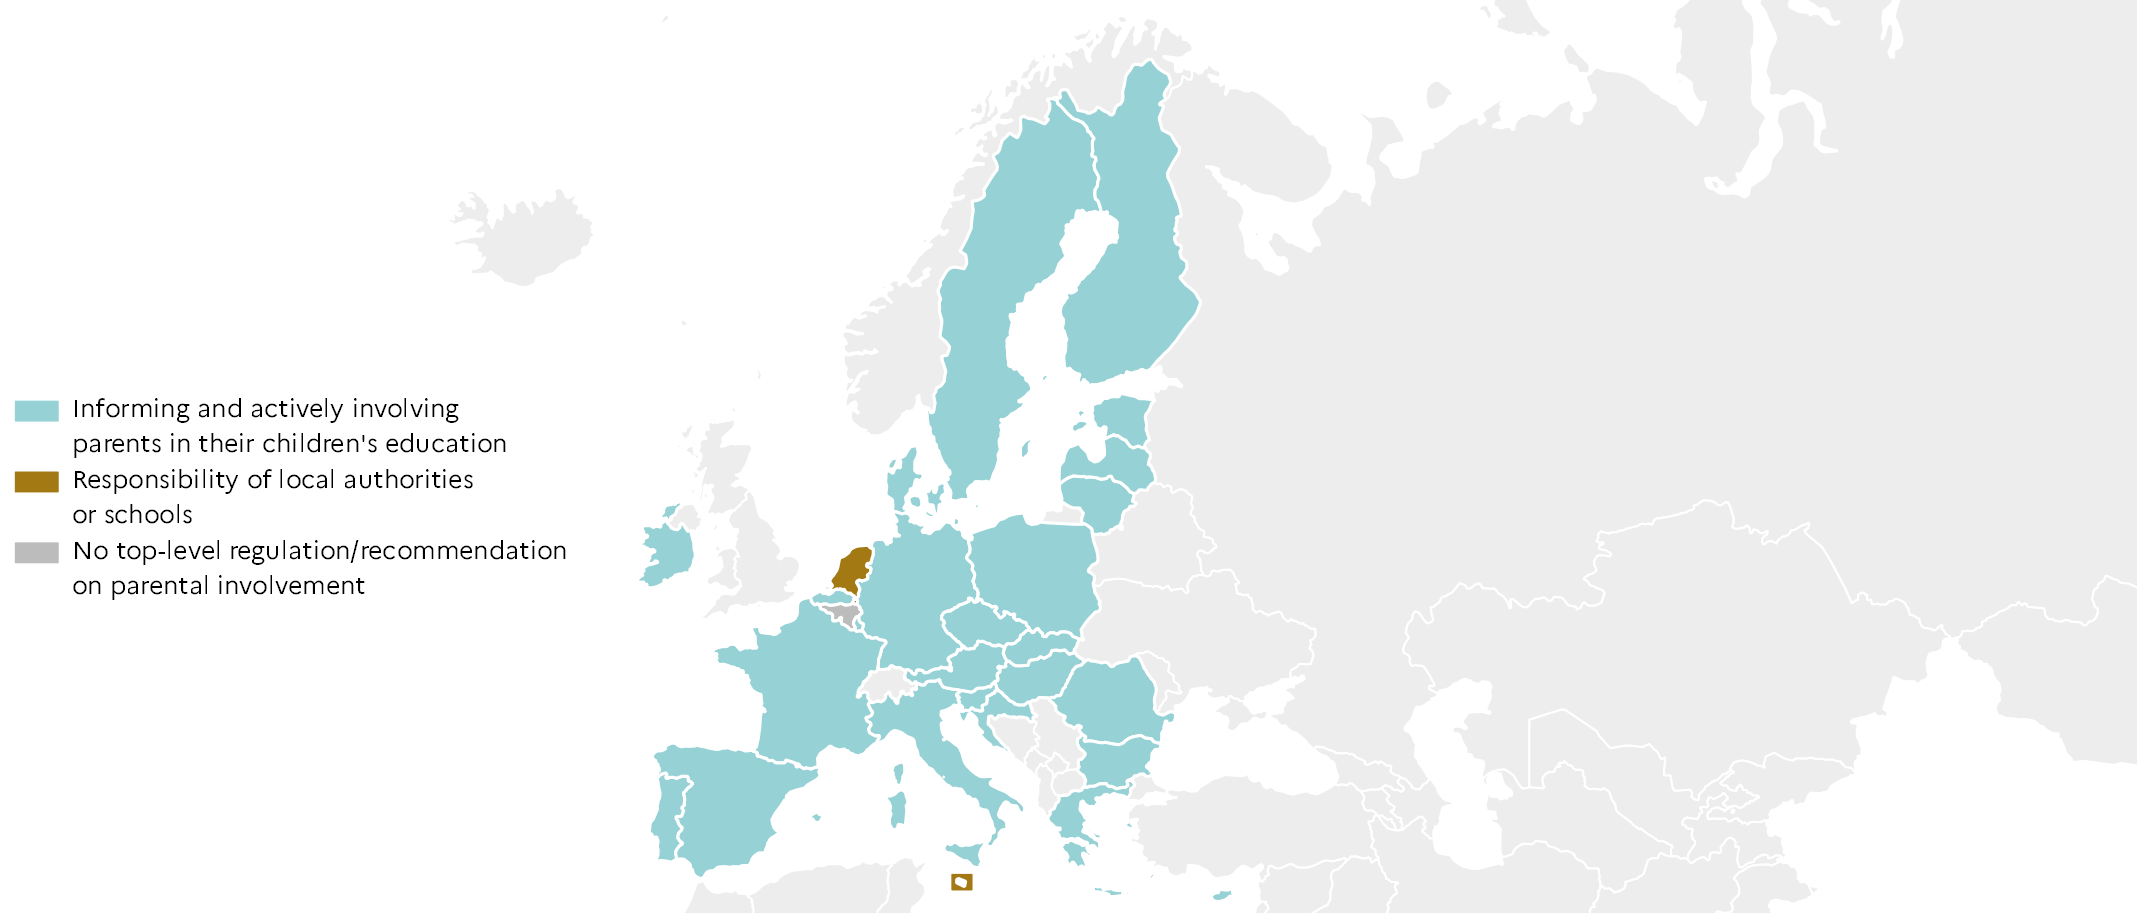 Informing and actively involving
parents in their children's education
Responsibility of local authorities
or schools
No top-level regulation/recommendation
on parental involvement